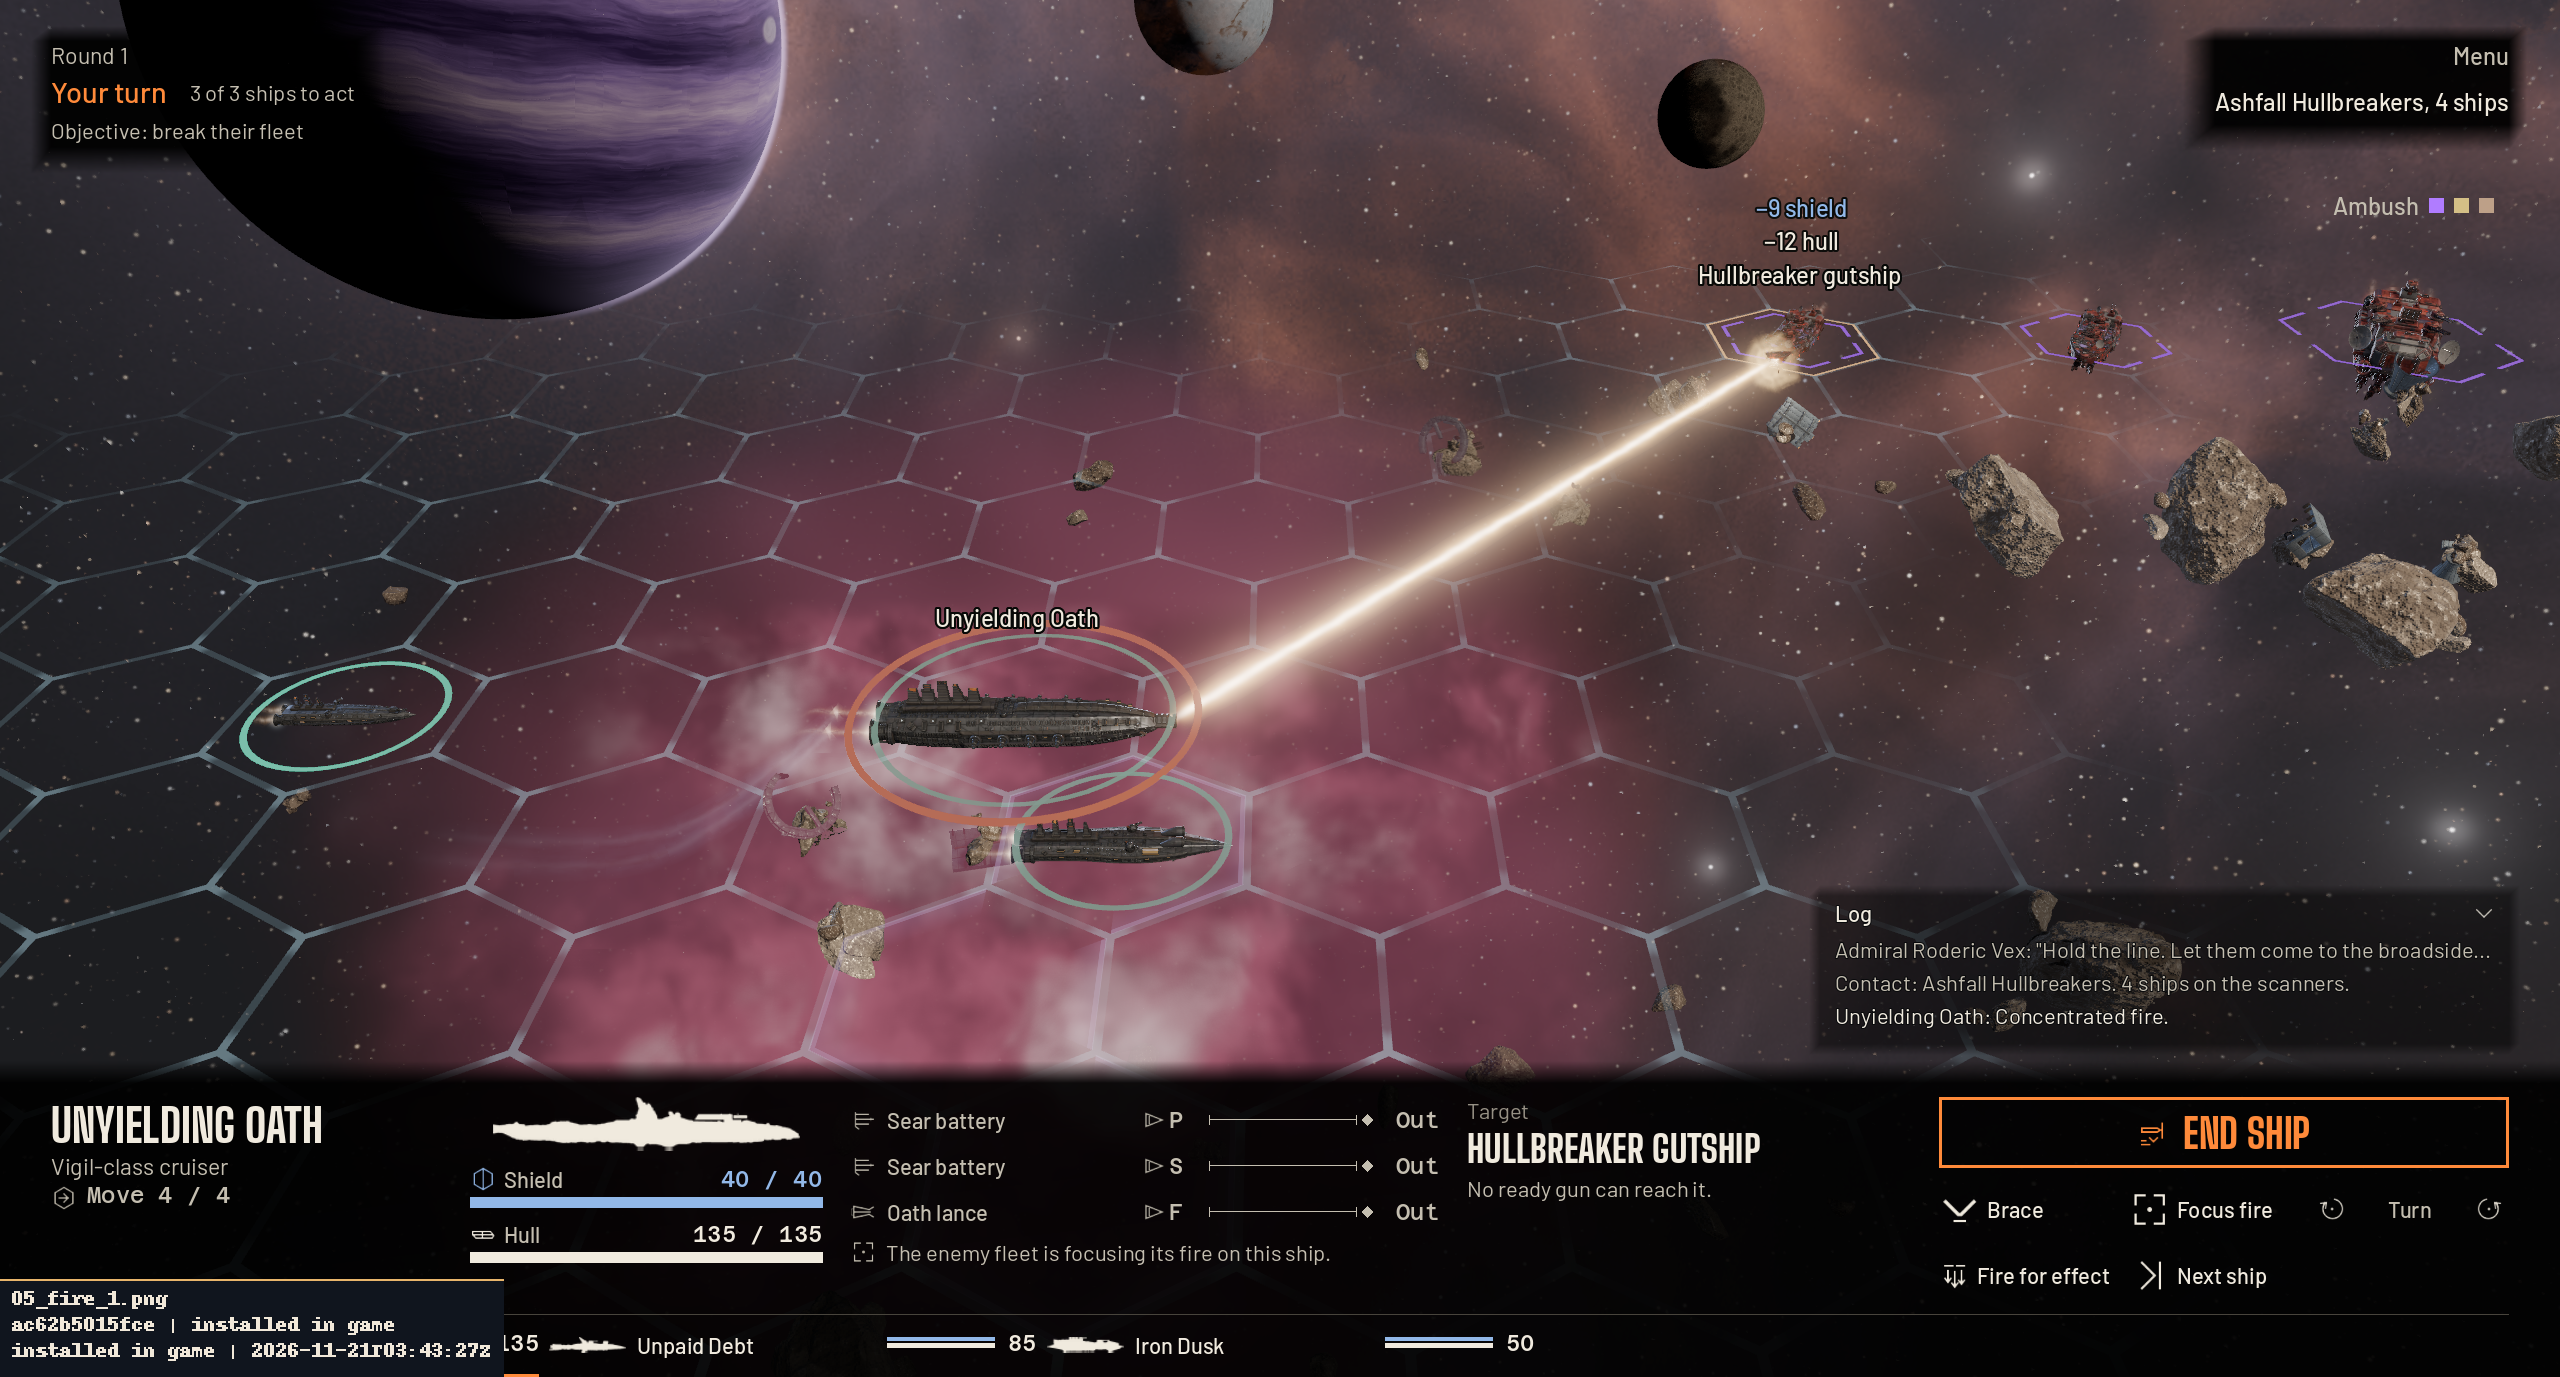 Round 1
Your turn 3 of 3 ships to act
Objective: break their fleet
Menu
Ashfall Hullbreakers, 4 ships
Ambush
−9 shield
−12 hull
Hullbreaker gutship
Unyielding Oath
Log
Admiral Roderic Vex: "Hold the line. Let them come to the broadside...
Contact: Ashfall Hullbreakers. 4 ships on the scanners.
Unyielding Oath: Concentrated fire.
UNYIELDING OATH
Vigil-class cruiser
Move 4 / 4
Shield 40 / 40
Hull 135 / 135
Sear battery P Out
Sear battery S Out
Oath lance F Out
The enemy fleet is focusing its fire on this ship.
Target
HULLBREAKER GUTSHIP
No ready gun can reach it.
END SHIP
Brace Focus fire Turn
Fire for effect Next ship
05_fire_1.png
ac62b5015fce | installed in game
installed in game | 2026-11-21T03:43:27Z
135 Unpaid Debt 85 Iron Dusk 50